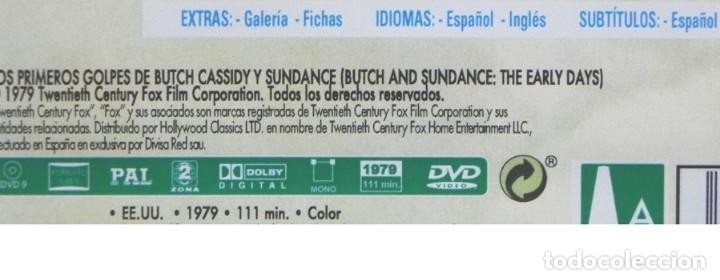 EXTRAS: - Galería - Fichas IDIOMAS: - Español - Inglés SUBTÍTULOS: - Español
OS PRIMEROS GOLPES DE BUTCH CASSIDY Y SUNDANCE (BUTCH AND SUNDANCE: THE EARLY DAYS)
1979 Twentieth Century Fox Film Corporation. Todos los derechos reservados.
wentieth Century Fox", "Fox" y sus asociados son marcas registradas de Twentieth Century Fox Film Corporation y sus
ntidades relacionadas. Distribuido por Hollywood Classics LTD. en nombre de Twentieth Century Fox Home Entertainment LLC,
ectuado en España en exclusiva por Divisa Red sau.
DVD 9 PAL 2 ZONA DOLBY DIGITAL MONO 1979 111 min. DVD VIDEO ® A
• EE.UU. • 1979 • 111 min. • Color
todocoleccion